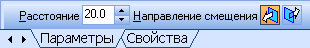 Расстояние 20.0 Направление смещения
Параметры Свойства